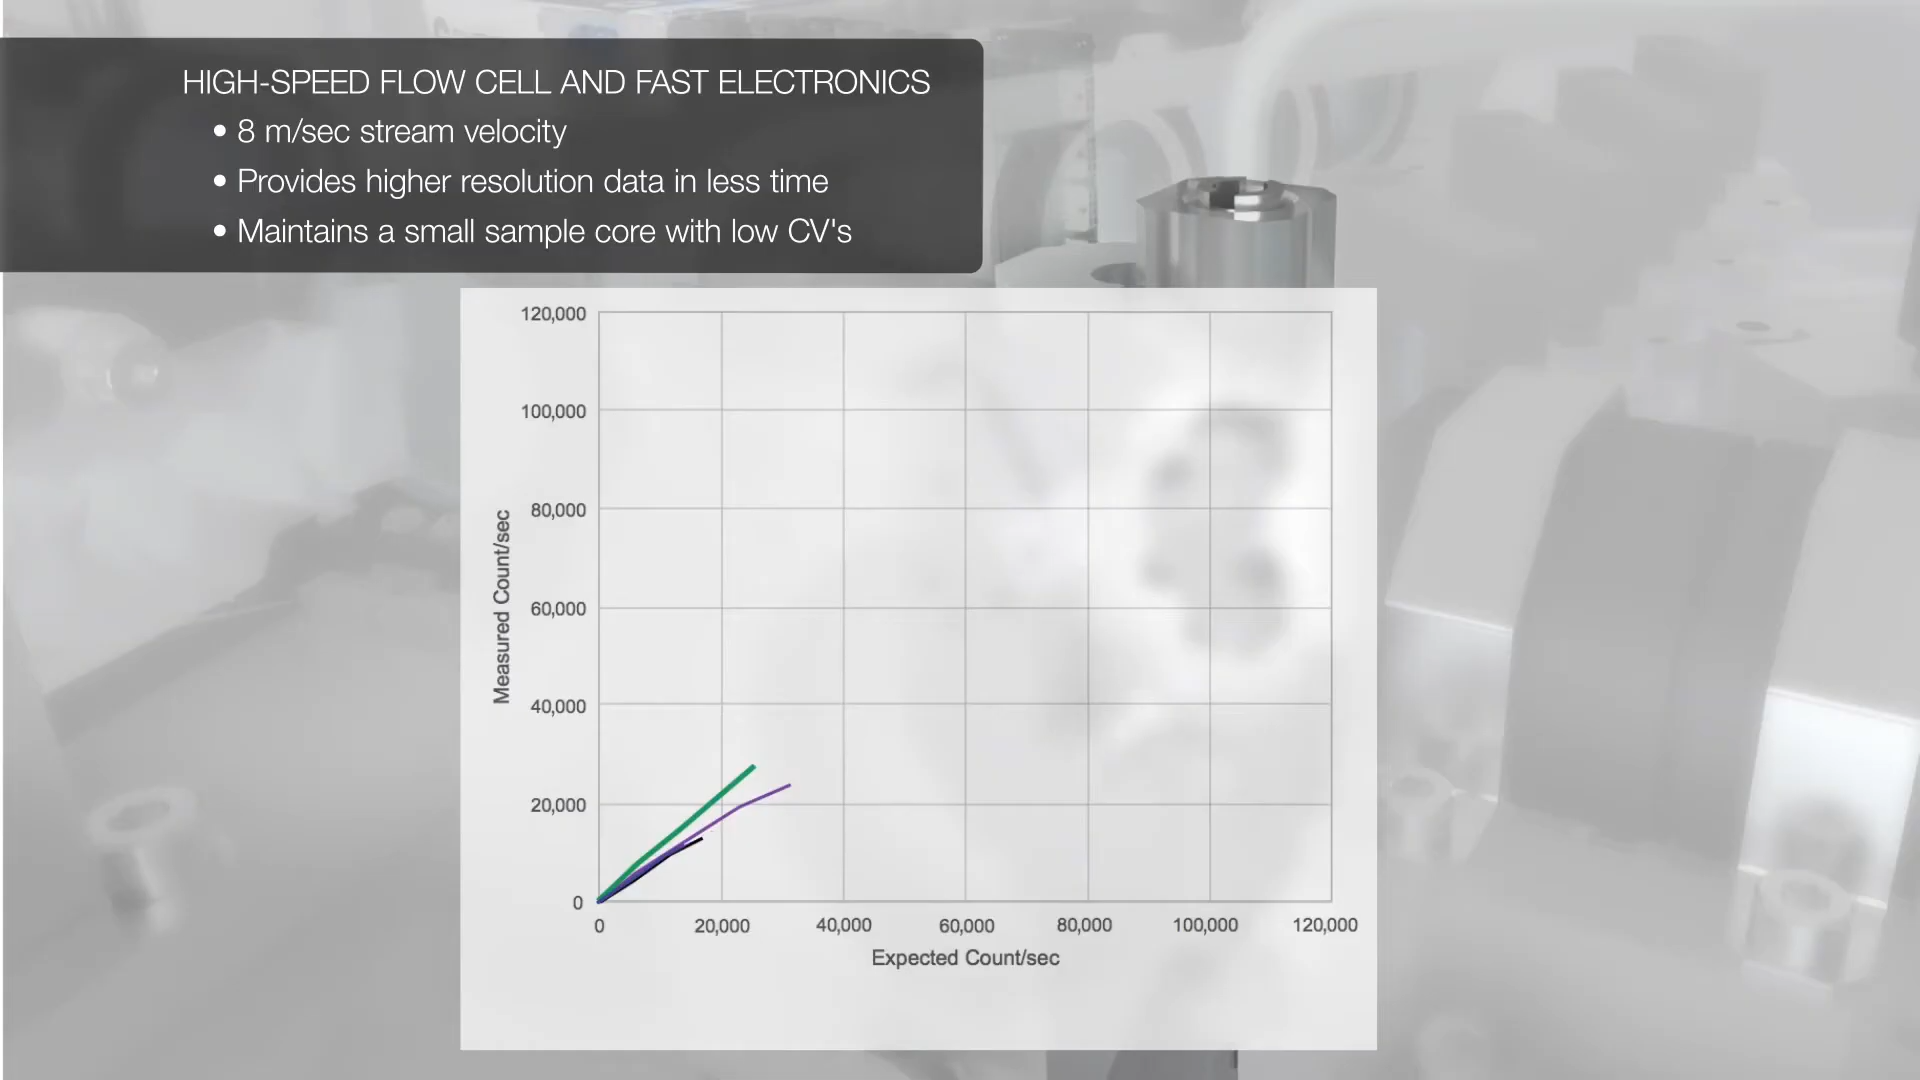 HIGH-SPEED FLOW CELL AND FAST ELECTRONICS
• 8 m/sec stream velocity
• Provides higher resolution data in less time
• Maintains a small sample core with low CV's
120,000
100,000
80,000
60,000
40,000
20,000
0
Measured Count/sec
0 20,000 40,000 60,000 80,000 100,000 120,000
Expected Count/sec